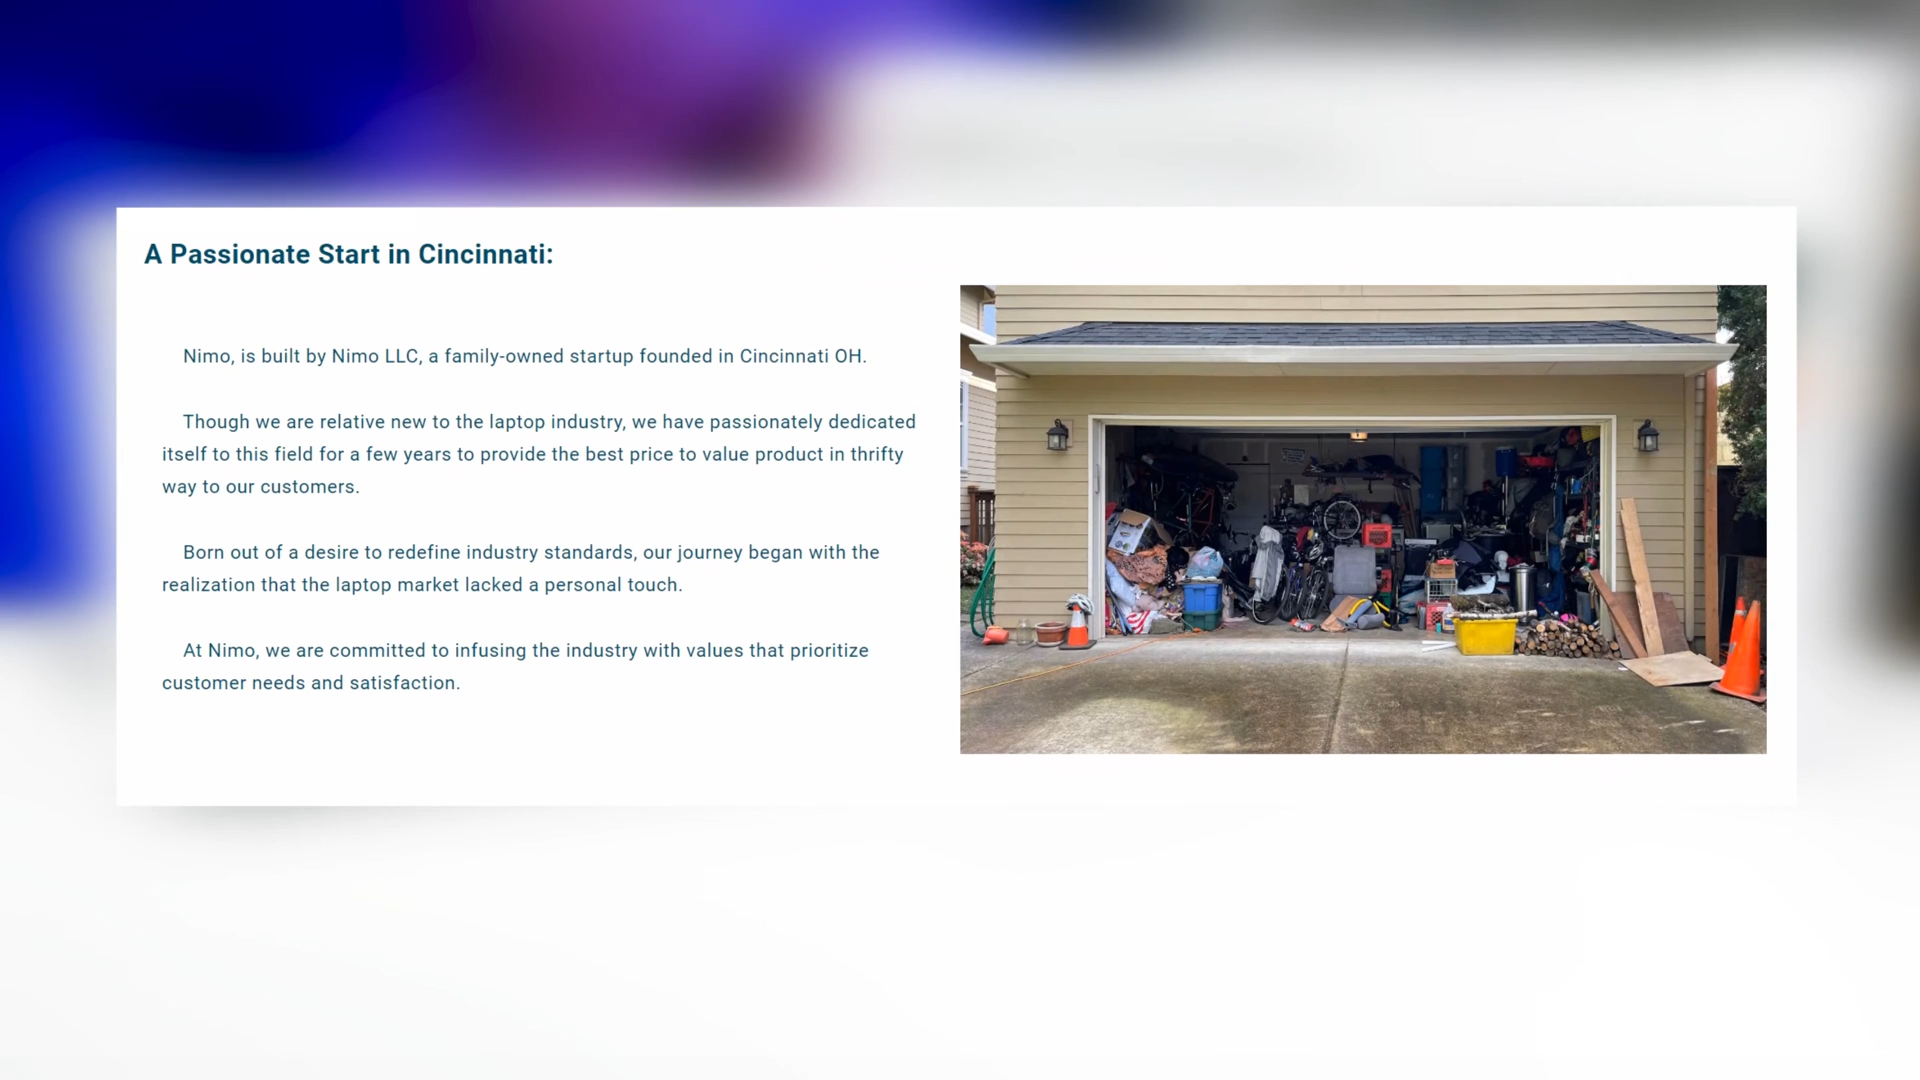 A Passionate Start in Cincinnati:
Nimo, is built by Nimo LLC, a family-owned startup founded in Cincinnati OH.
Though we are relative new to the laptop industry, we have passionately dedicated
itself to this field for a few years to provide the best price to value product in thrifty
way to our customers.
Born out of a desire to redefine industry standards, our journey began with the
realization that the laptop market lacked a personal touch.
At Nimo, we are committed to infusing the industry with values that prioritize
customer needs and satisfaction.